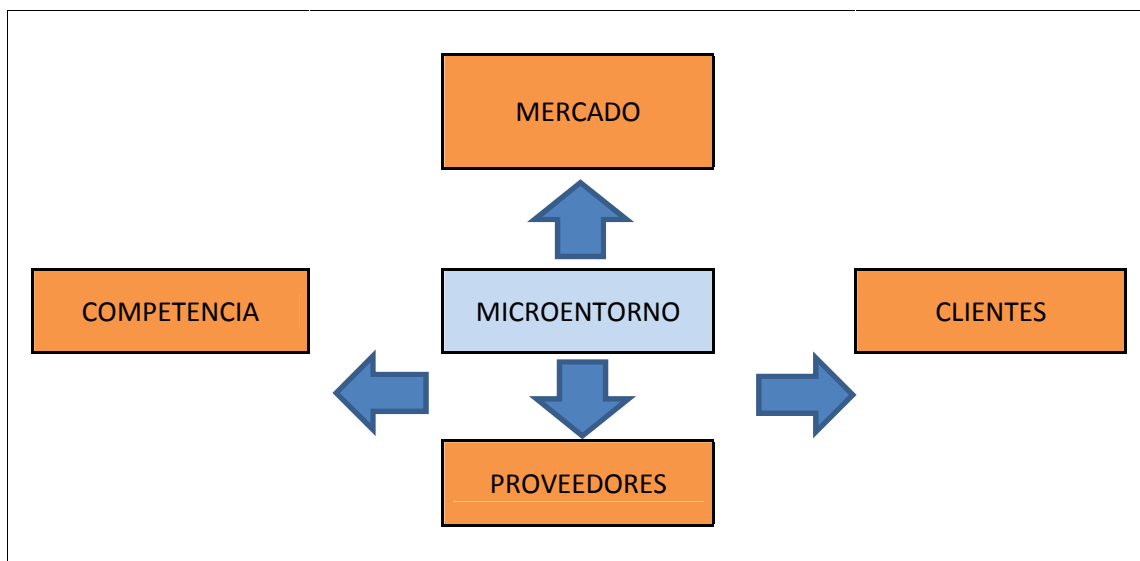 MERCADO
COMPETENCIA
MICROENTORNO
CLIENTES
PROVEEDORES